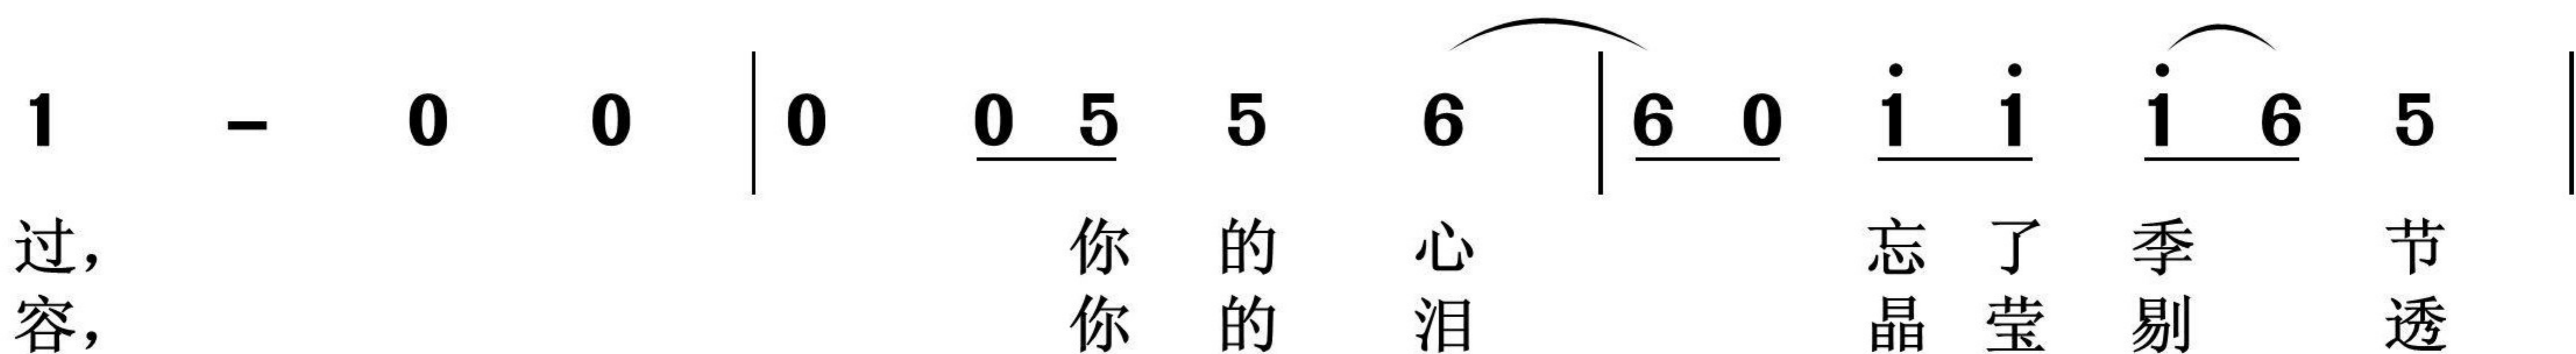 1 – 0 0 | 0 0 5 5 6 | 6 0 i i i 6 5 |
过， 你 的 心 忘 了 季 节
容， 你 的 泪 晶 莹 剔 透